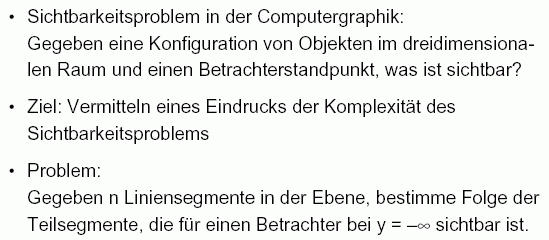 • Sichtbarkeitsproblem in der Computergraphik:
Gegeben eine Konfiguration von Objekten im dreidimensiona-
len Raum und einen Betrachterstandpunkt, was ist sichtbar?
• Ziel: Vermitteln eines Eindrucks der Komplexität des
Sichtbarkeitsproblems
• Problem:
Gegeben n Liniensegmente in der Ebene, bestimme Folge der
Teilsegmente, die für einen Betrachter bei y = –∞ sichtbar ist.